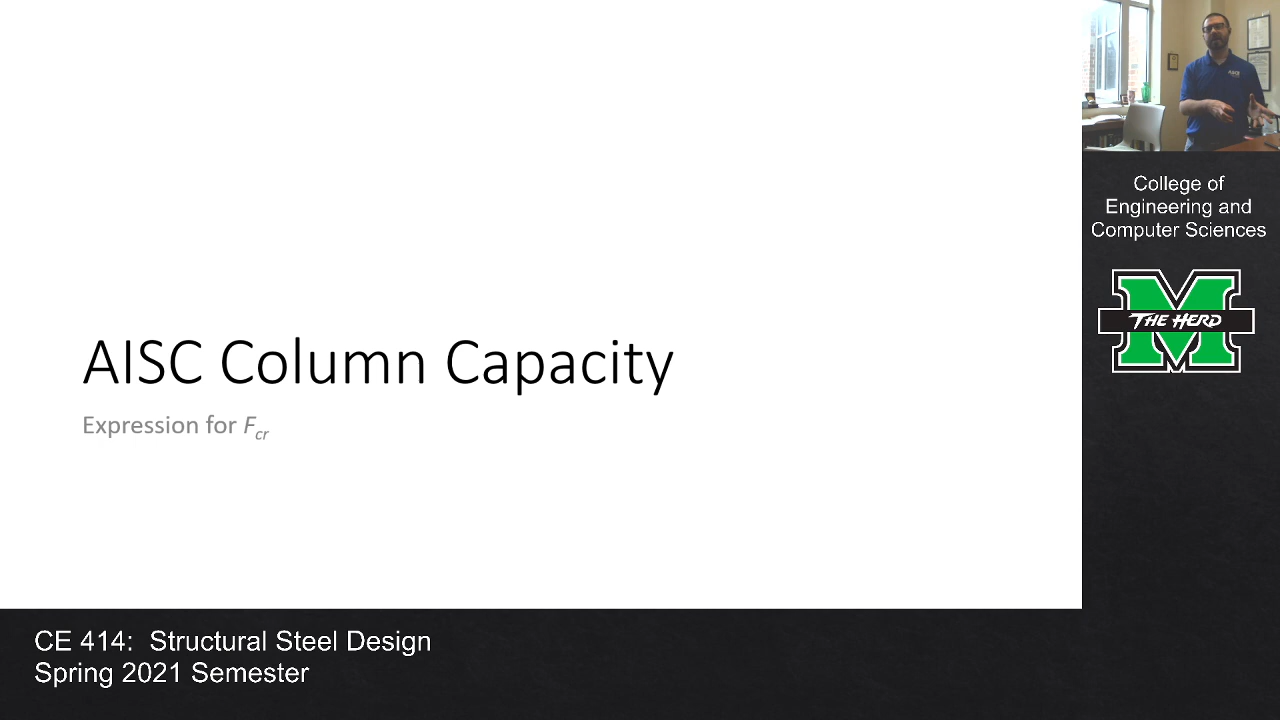 AISC Column Capacity
Expression for Fcr
College of
Engineering and
Computer Sciences
THE HERD
CE 414:  Structural Steel Design
Spring 2021 Semester